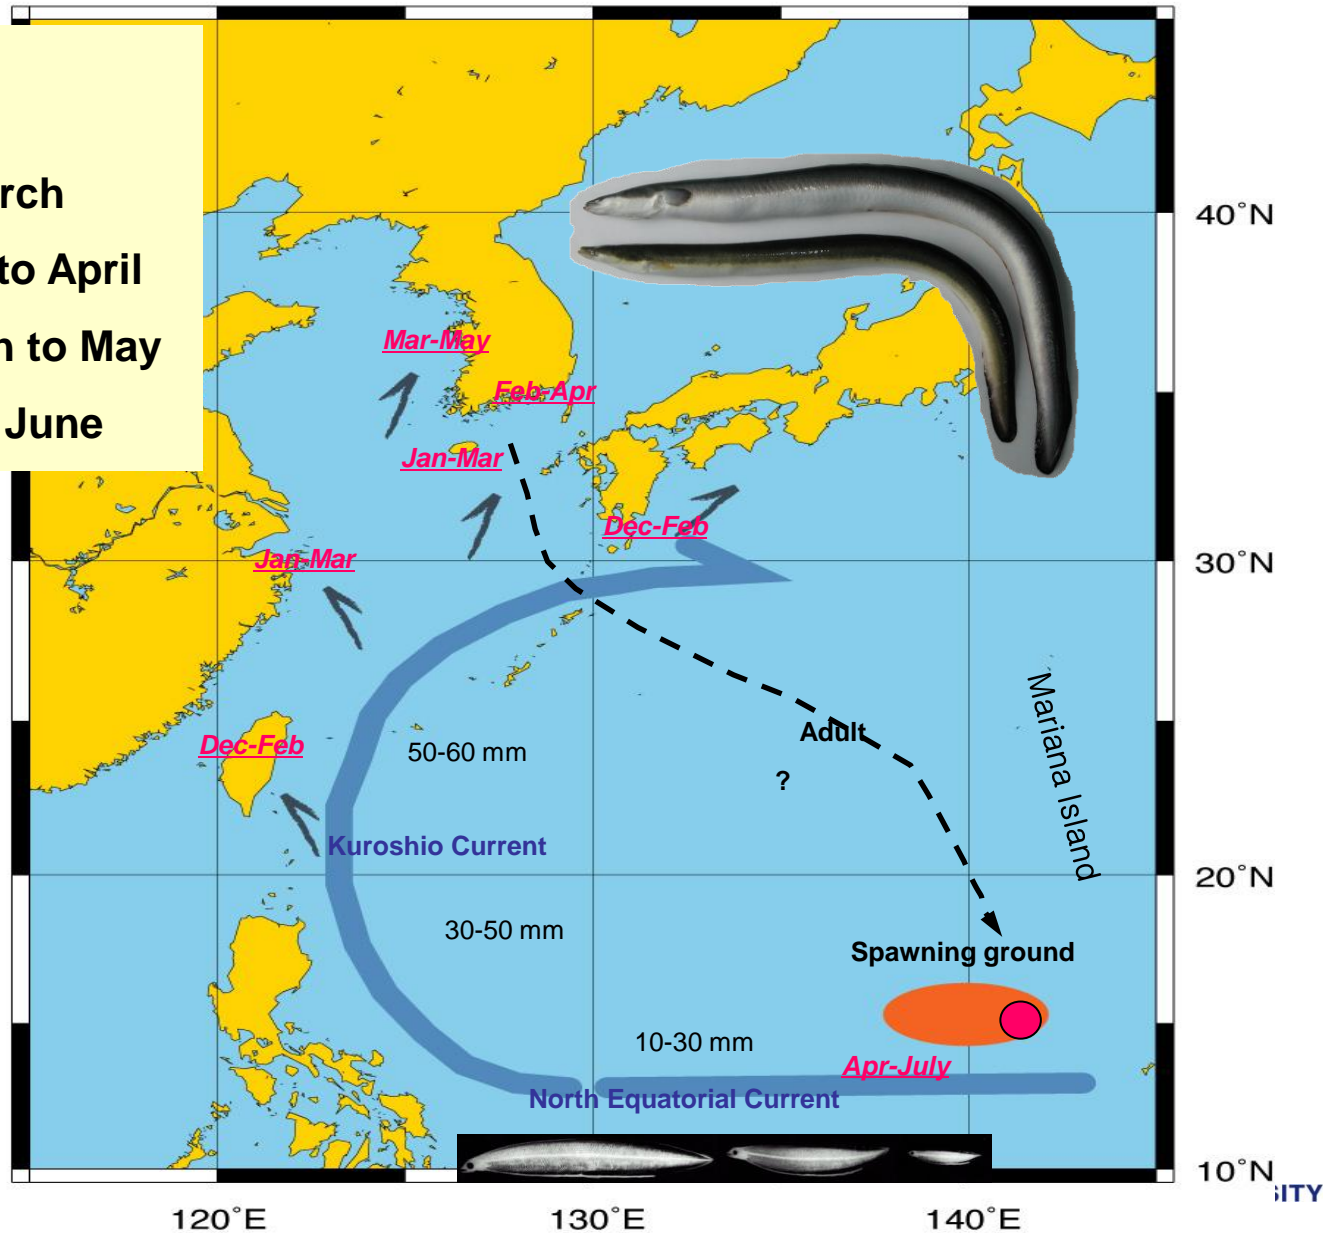 to April
to May
June
40°N
Mar-May
Feb-Apr
Jan-Mar
Dec-Feb
Jan-Mar
30°N
Mariana Island
Adult
?
Dec-Feb
50-60 mm
Kuroshio Current
20°N
30-50 mm
Spawning ground
10-30 mm
Apr-July
North Equatorial Current
10°N
120°E
130°E
140°E